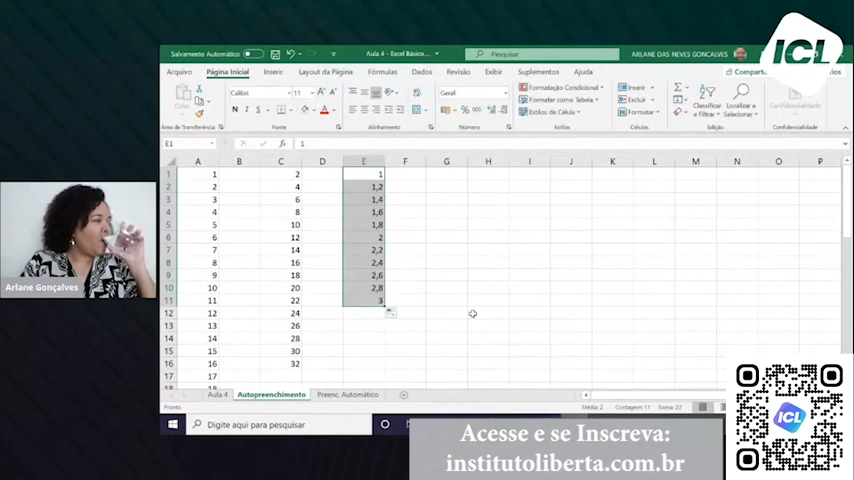 ICL
Salvamento Automático
Aula 4 – Excel Básico...
Pesquisar
ARLANE DAS NEVES GONCALVES
Arquivo Página Inicial Inserir Layout da Página Fórmulas Dados Revisão Exibir Suplementos Ajuda
Colar
Calibri 11
N I S
Geral
Formatação Condicional
Formatar como Tabela
Estilos de Célula
Inserir
Excluir
Formatar
Classificar e Filtrar
Localizar e Selecionar
Confidencialidade
Área de Transferência Fonte Alinhamento Número Estilos Células Edição Confidencialidade
E1 fx 1
A B C D E F G H I J K L M N O P
1 1 2 1
2 2 4 1,2
3 3 6 1,4
4 4 8 1,6
5 5 10 1,8
6 6 12 2
7 7 14 2,2
8 8 16 2,4
9 9 18 2,6
10 10 20 2,8
11 11 22 3
12 12 24
13 13 26
14 14 28
15 15 30
16 16 32
17 17
Arlane Gonçalves
Aula 4 Autopreenchimento Preenc. Automático
Pronto Média: 2 Contagem: 11 Soma: 22
Digite aqui para pesquisar
Acesse e se Inscreva:
institutoliberta.com.br
ICL